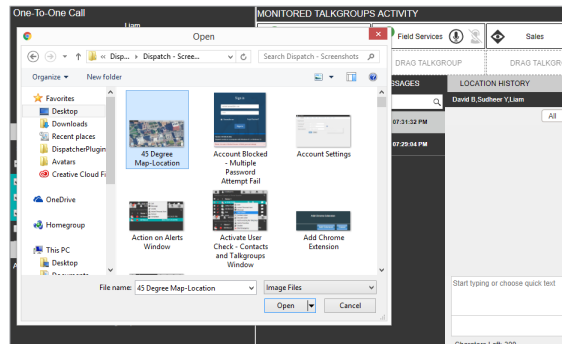 One-To-One Call
Liam
MONITORED TALKGROUPS ACTIVITY
Open
Field Services
Sales
Disp...
Dispatch - Scree...
Search Dispatch - Screenshots
DRAG TALKGROUP
DRAG TALKGR
Organize
New folder
SSAGES
LOCATION HISTORY
Favorites
Desktop
Downloads
Recent places
DispatcherPlugin
Avatars
Creative Cloud Fi
OneDrive
Homegroup
This PC
Desktop
Documents
45 Degree
Map-Location
Account Blocked
- Multiple
Password
Attempt Fail
Account Settings
Action on Alerts
Window
Activate User
Check - Contacts
and Talkgroups
Window
Add Chrome
Extension
David B,Sudheer Y,Liam
All
07:31:32 PM
07:29:04 PM
File name:
45 Degree Map-Location
Image Files
Open
Cancel
Start typing or choose quick text